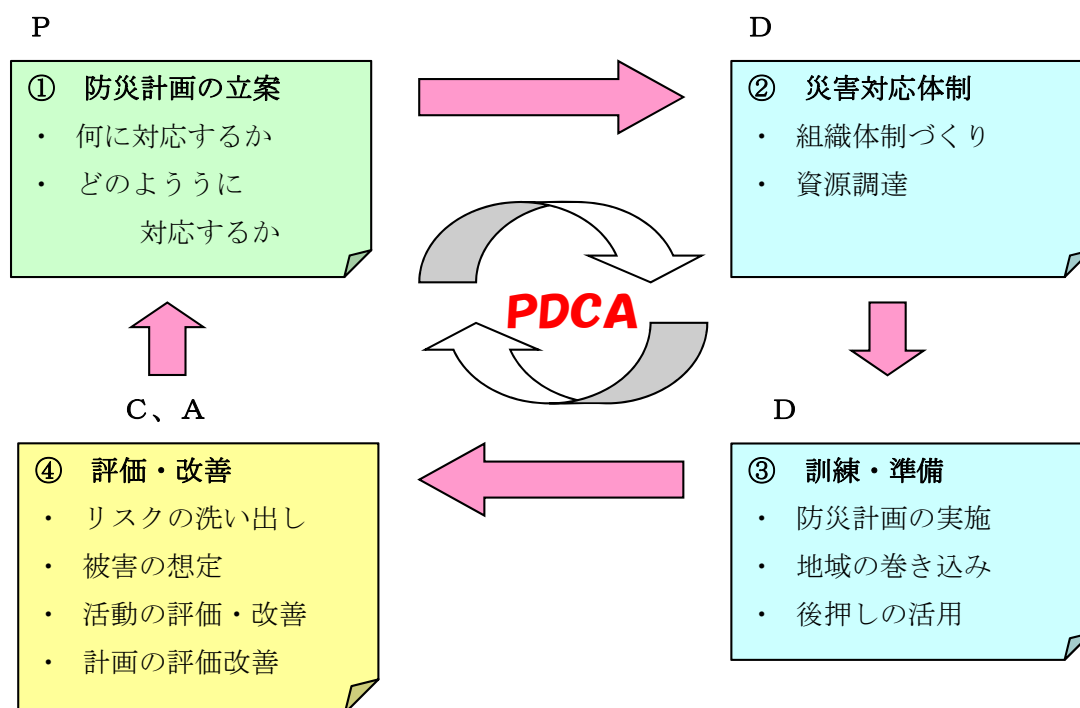 P
① 防災計画の立案
・ 何に対応するか
・ どのよううに
対応するか
D
② 災害対応体制
・ 組織体制づくり
・ 資源調達
PDCA
D
③ 訓練・準備
・ 防災計画の実施
・ 地域の巻き込み
・ 後押しの活用
C、A
④ 評価・改善
・ リスクの洗い出し
・ 被害の想定
・ 活動の評価・改善
・ 計画の評価改善